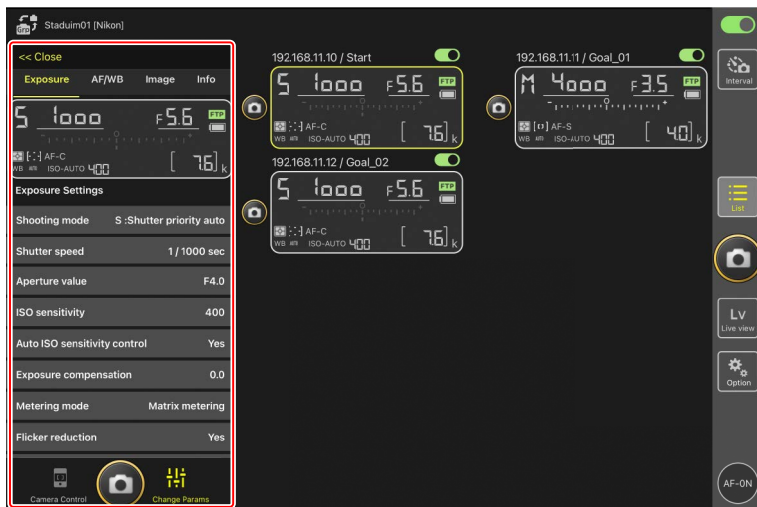 Grp Staduim01 [Nikon]
<< Close
Exposure AF/WB Image Info
S 1000 F5.6 FTP
AF-C
WB ISO-AUTO 400 [ 7.6] k
Exposure Settings
Shooting mode S :Shutter priority auto
Shutter speed 1/1000 sec
Aperture value F4.0
ISO sensitivity 400
Auto ISO sensitivity control Yes
Exposure compensation 0.0
Metering mode Matrix metering
Flicker reduction Yes
Camera Control Change Params
192.168.11.10 / Start
S 1000 F5.6 FTP
AF-C
WB ISO-AUTO 400 [ 7.6] k
192.168.11.11 / Goal_01
M 4000 F3.5 FTP
AF-S
WB ISO-AUTO 400 [ 4.0] k
192.168.11.12 / Goal_02
S 1000 F5.6 FTP
AF-C
WB ISO-AUTO 400 [ 7.6] k
Interval
List
LV
Live view
Option
AF-ON